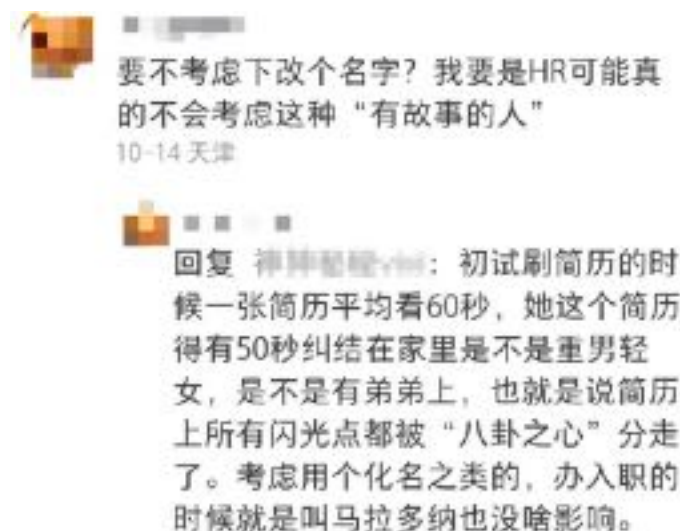 要不考虑下改个名字？我要是HR可能真
的不会考虑这种“有故事的人”
10-14 天津
回复 ：初试刷简历的时
候一张简历平均看60秒，她这个简历
得有50秒纠结在家里是不是重男轻
女，是不是有弟弟上，也就是说简历
上所有闪光点都被“八卦之心”分走
了。考虑用个化名之类的，办入职的
时候就是叫马拉多纳也没啥影响。